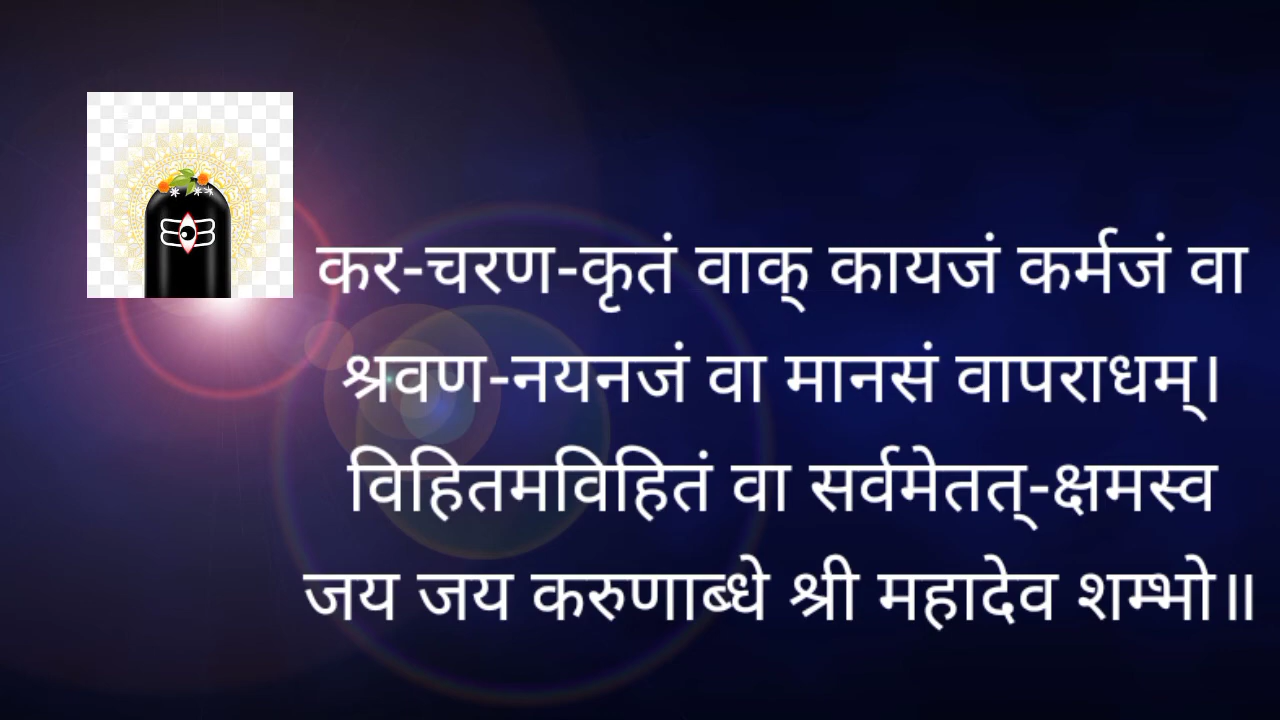 कर-चरण-कृतं वाक् कायजं कर्मजं वा
श्रवण-नयनजं वा मानसं वापराधम्।
विहितमविहितं वा सर्वमेतत्-क्षमस्व
जय जय करुणाब्धे श्री महादेव शम्भो॥